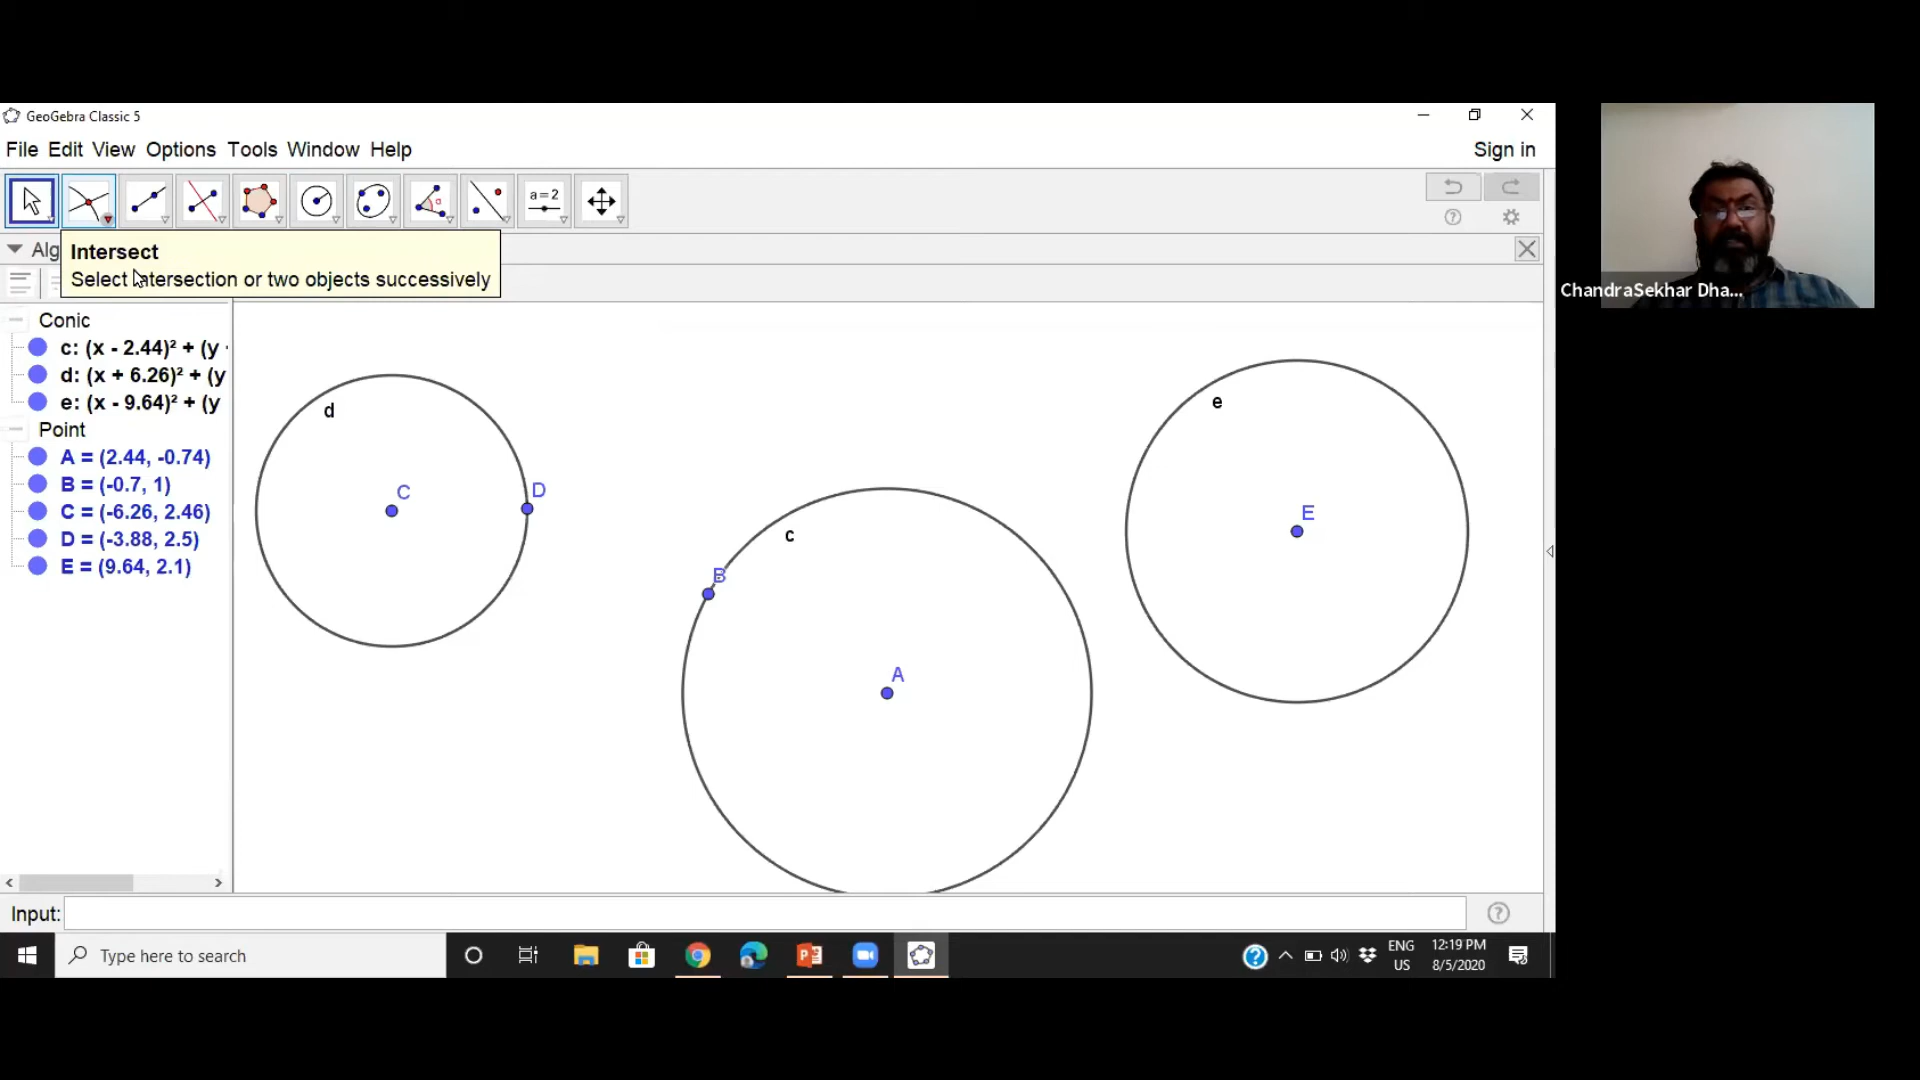 GeoGebra Classic 5
File Edit View Options Tools Window Help
Sign in
a=2
α
Alg
Intersect
Select intersection or two objects successively
Conic
c: (x - 2.44)² + (y
d: (x + 6.26)² + (y
e: (x - 9.64)² + (y
Point
A = (2.44, -0.74)
B = (-0.7, 1)
C = (-6.26, 2.46)
D = (-3.88, 2.5)
E = (9.64, 2.1)
d
C
D
c
B
A
e
E
Input:
Type here to search
ENG
US
12:19 PM
8/5/2020
ChandraSekhar Dha...